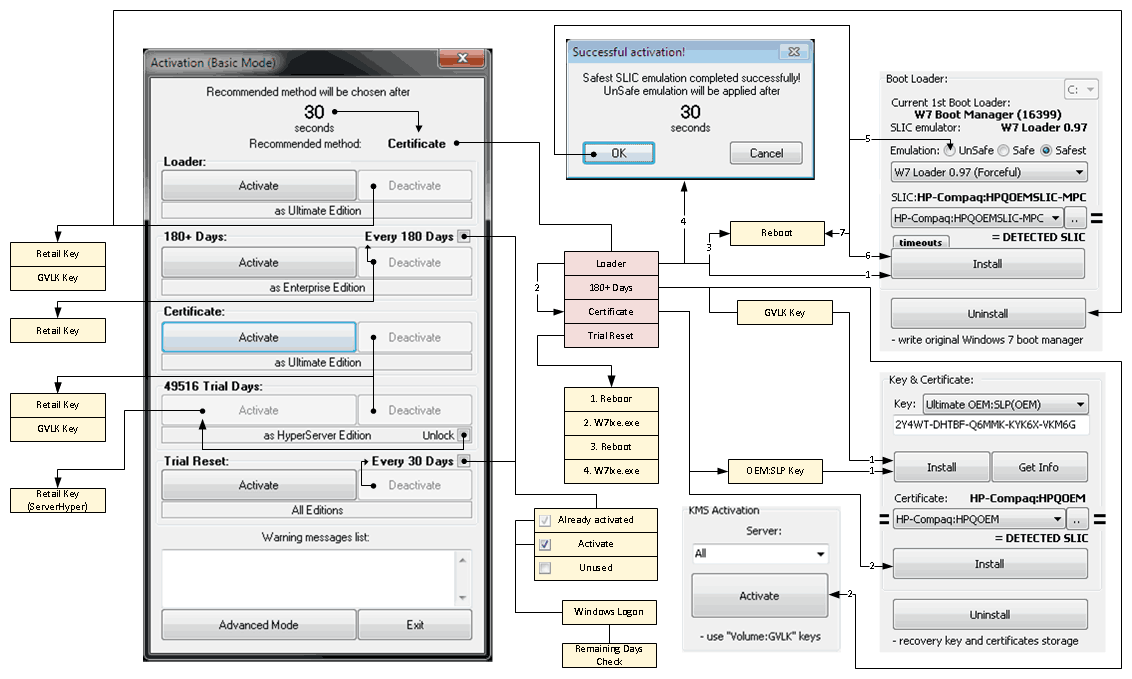 Activation (Basic Mode)
Recommended method will be chosen after
30
seconds
Recommended method: Certificate
Loader:
Activate
Deactivate
as Ultimate Edition
180+ Days:
Every 180 Days
Activate
Deactivate
as Enterprise Edition
Certificate:
Activate
Deactivate
as Ultimate Edition
49516 Trial Days:
Activate
Deactivate
as HyperServer Edition
Unlock
Trial Reset:
Every 30 Days
Activate
Deactivate
All Editions
Warning messages list:
Advanced Mode
Exit
Retail Key
GVLK Key
Retail Key
Retail Key
GVLK Key
Retail Key
(ServerHyper)
Successful activation!
Safest SLIC emulation completed successfully!
UnSafe emulation will be applied after
30
seconds
OK
Cancel
4
3
Reboot
7
5
6
1
2
Loader
180+ Days
Certificate
Trial Reset
GVLK Key
1. Reboor
2. W7lxe.exe
3. Reboor
4. W7lxe.exe
OEM:SLP Key
1
1
2
2
Already activated
Activate
Unused
Windows Logon
Remaining Days
Check
KMS Activation
Server:
All
Activate
- use "Volume:GVLK" keys
Boot Loader:
C:
Current 1st Boot Loader:
W7 Boot Manager (16399)
SLIC emulator: W7 Loader 0.97
Emulation: UnSafe Safe Safest
W7 Loader 0.97 (Forceful)
SLIC:HP-Compaq:HPQOEMSLIC-MPC
HP-Compaq:HPQOEMSLIC-MPC
..
=
= DETECTED SLIC
timeouts
Install
Uninstall
- write original Windows 7 boot manager
Key & Certificate:
Key: Ultimate OEM:SLP(OEM)
2Y4WT-DHTBF-Q6MMK-KYK6X-VKM6G
Install
Get Info
Certificate: HP-Compaq:HPQOEM
=
HP-Compaq:HPQOEM
..
=
= DETECTED SLIC
Install
Uninstall
- recovery key and certificates storage